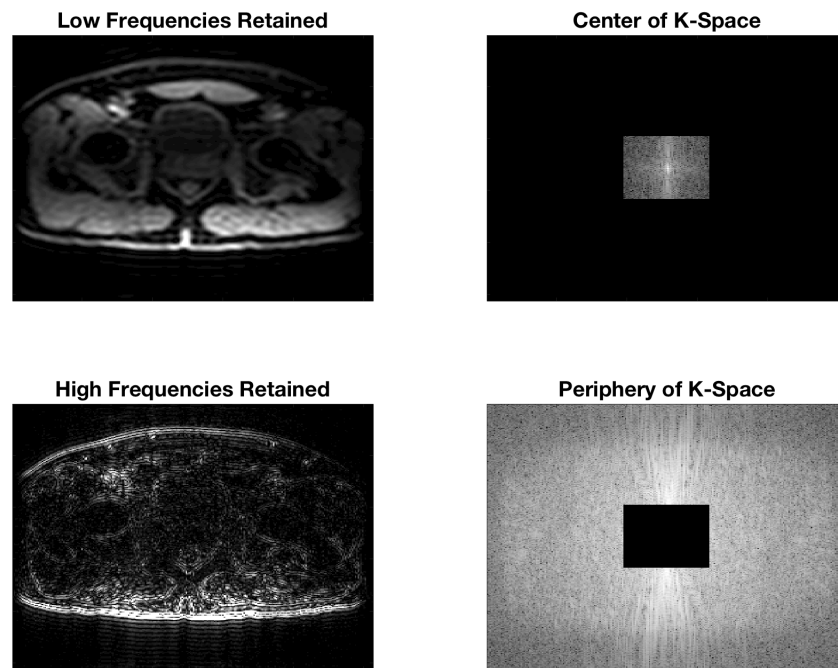 Low Frequencies Retained
Center of K-Space
High Frequencies Retained
Periphery of K-Space